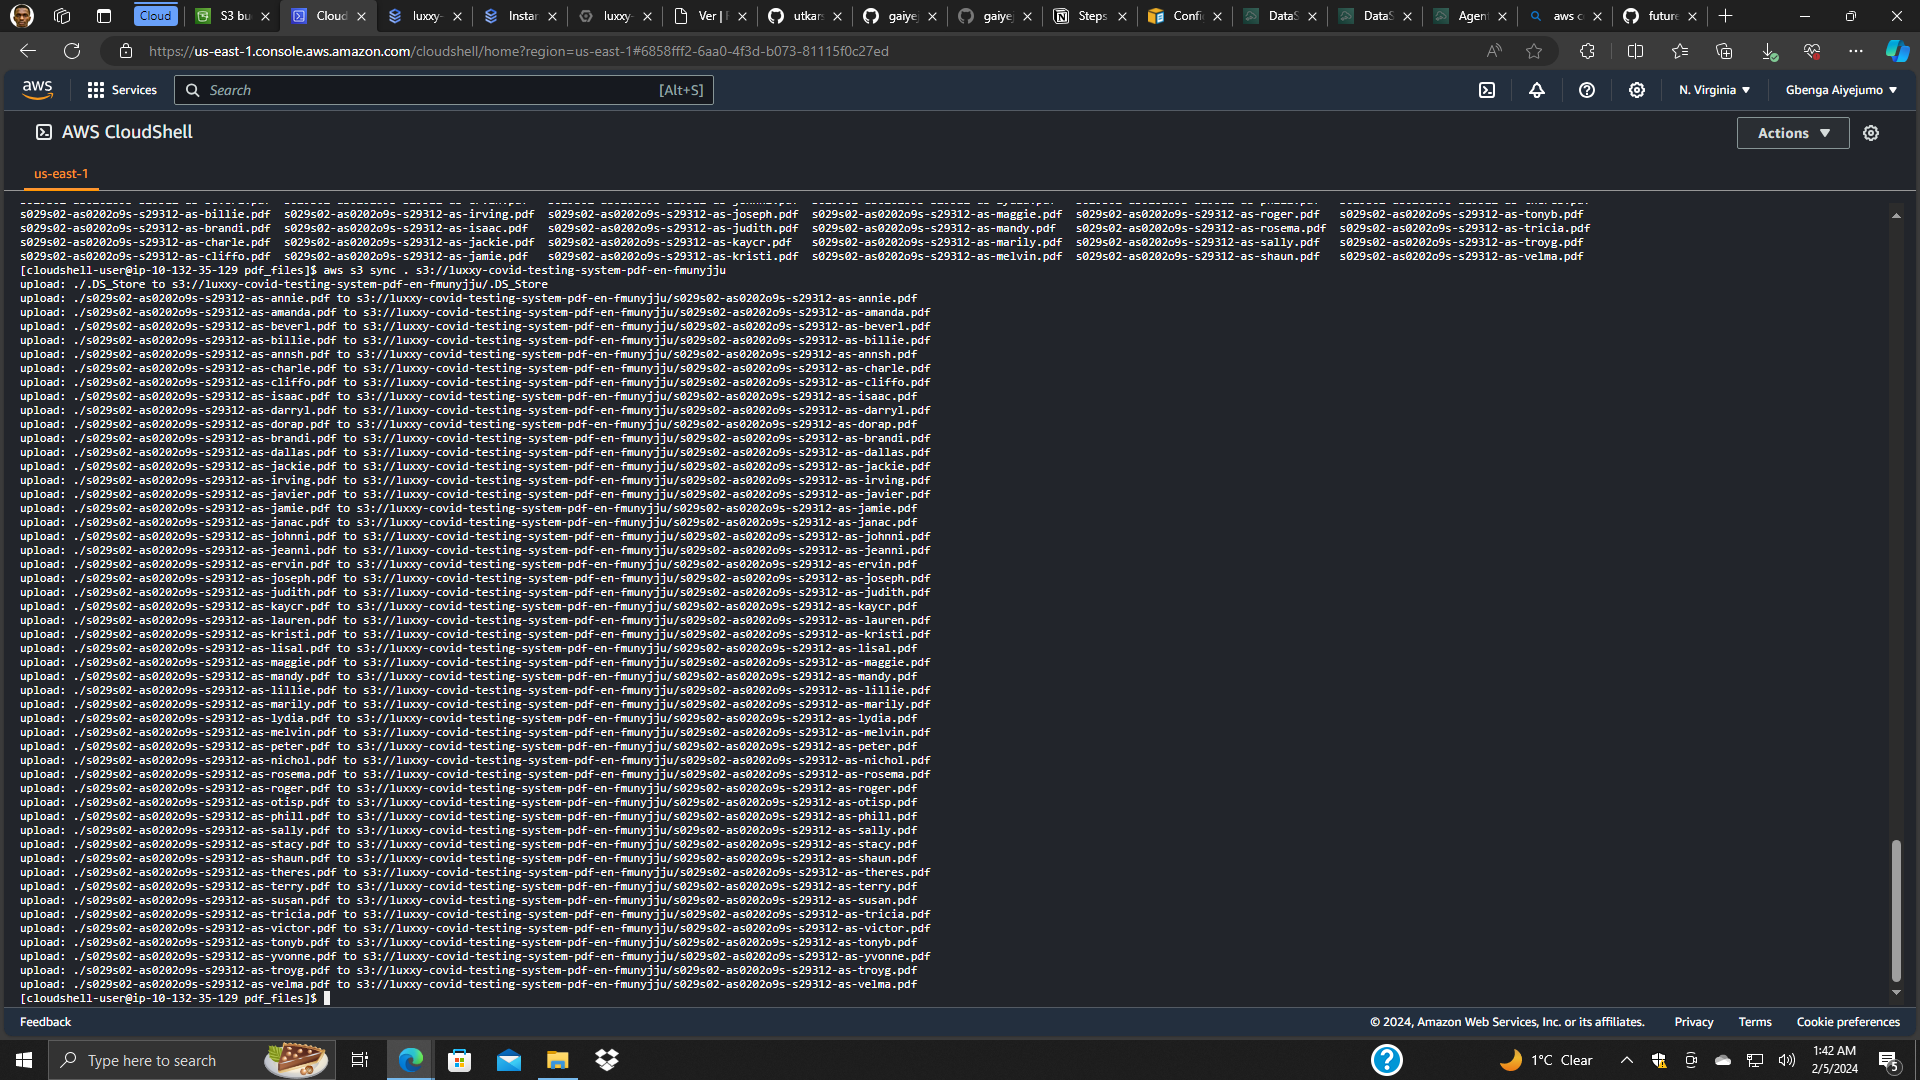 Cloud
S3 bu
Cloud
luxxy-
Instan
luxxy-
Ver | F
utkars
gaiyej
gaiyej
Steps
Config
DataS
DataS
Agent
aws c
future
https://us-east-1.console.aws.amazon.com/cloudshell/home?region=us-east-1#6858fff2-6aa0-4f3d-b073-81115f0c27ed
aws
Services
Search
[Alt+S]
N. Virginia
Gbenga Aiyejumo
AWS CloudShell
Actions
us-east-1
s029s02-as0202o9s-s29312-as-billie.pdf s029s02-as0202o9s-s29312-as-irving.pdf s029s02-as0202o9s-s29312-as-joseph.pdf s029s02-as0202o9s-s29312-as-maggie.pdf s029s02-as0202o9s-s29312-as-roger.pdf s029s02-as0202o9s-s29312-as-tonyb.pdf
s029s02-as0202o9s-s29312-as-brandi.pdf s029s02-as0202o9s-s29312-as-isaac.pdf s029s02-as0202o9s-s29312-as-judith.pdf s029s02-as0202o9s-s29312-as-mandy.pdf s029s02-as0202o9s-s29312-as-rosema.pdf s029s02-as0202o9s-s29312-as-tricia.pdf
s029s02-as0202o9s-s29312-as-charle.pdf s029s02-as0202o9s-s29312-as-jackie.pdf s029s02-as0202o9s-s29312-as-kaycr.pdf s029s02-as0202o9s-s29312-as-marily.pdf s029s02-as0202o9s-s29312-as-sally.pdf s029s02-as0202o9s-s29312-as-troyg.pdf
s029s02-as0202o9s-s29312-as-cliffo.pdf s029s02-as0202o9s-s29312-as-jamie.pdf s029s02-as0202o9s-s29312-as-kristi.pdf s029s02-as0202o9s-s29312-as-melvin.pdf s029s02-as0202o9s-s29312-as-shaun.pdf s029s02-as0202o9s-s29312-as-velma.pdf
[cloudshell-user@ip-10-132-35-129 pdf_files]$ aws s3 sync . s3://luxxy-covid-testing-system-pdf-en-fmunyjju
upload: ./.DS_Store to s3://luxxy-covid-testing-system-pdf-en-fmunyjju/.DS_Store
upload: ./s029s02-as0202o9s-s29312-as-annie.pdf to s3://luxxy-covid-testing-system-pdf-en-fmunyjju/s029s02-as0202o9s-s29312-as-annie.pdf
upload: ./s029s02-as0202o9s-s29312-as-amanda.pdf to s3://luxxy-covid-testing-system-pdf-en-fmunyjju/s029s02-as0202o9s-s29312-as-amanda.pdf
upload: ./s029s02-as0202o9s-s29312-as-beverl.pdf to s3://luxxy-covid-testing-system-pdf-en-fmunyjju/s029s02-as0202o9s-s29312-as-beverl.pdf
upload: ./s029s02-as0202o9s-s29312-as-billie.pdf to s3://luxxy-covid-testing-system-pdf-en-fmunyjju/s029s02-as0202o9s-s29312-as-billie.pdf
upload: ./s029s02-as0202o9s-s29312-as-annsh.pdf to s3://luxxy-covid-testing-system-pdf-en-fmunyjju/s029s02-as0202o9s-s29312-as-annsh.pdf
upload: ./s029s02-as0202o9s-s29312-as-charle.pdf to s3://luxxy-covid-testing-system-pdf-en-fmunyjju/s029s02-as0202o9s-s29312-as-charle.pdf
upload: ./s029s02-as0202o9s-s29312-as-cliffo.pdf to s3://luxxy-covid-testing-system-pdf-en-fmunyjju/s029s02-as0202o9s-s29312-as-cliffo.pdf
upload: ./s029s02-as0202o9s-s29312-as-isaac.pdf to s3://luxxy-covid-testing-system-pdf-en-fmunyjju/s029s02-as0202o9s-s29312-as-isaac.pdf
upload: ./s029s02-as0202o9s-s29312-as-darryl.pdf to s3://luxxy-covid-testing-system-pdf-en-fmunyjju/s029s02-as0202o9s-s29312-as-darryl.pdf
upload: ./s029s02-as0202o9s-s29312-as-dorap.pdf to s3://luxxy-covid-testing-system-pdf-en-fmunyjju/s029s02-as0202o9s-s29312-as-dorap.pdf
upload: ./s029s02-as0202o9s-s29312-as-brandi.pdf to s3://luxxy-covid-testing-system-pdf-en-fmunyjju/s029s02-as0202o9s-s29312-as-brandi.pdf
upload: ./s029s02-as0202o9s-s29312-as-dallas.pdf to s3://luxxy-covid-testing-system-pdf-en-fmunyjju/s029s02-as0202o9s-s29312-as-dallas.pdf
upload: ./s029s02-as0202o9s-s29312-as-jackie.pdf to s3://luxxy-covid-testing-system-pdf-en-fmunyjju/s029s02-as0202o9s-s29312-as-jackie.pdf
upload: ./s029s02-as0202o9s-s29312-as-irving.pdf to s3://luxxy-covid-testing-system-pdf-en-fmunyjju/s029s02-as0202o9s-s29312-as-irving.pdf
upload: ./s029s02-as0202o9s-s29312-as-javier.pdf to s3://luxxy-covid-testing-system-pdf-en-fmunyjju/s029s02-as0202o9s-s29312-as-javier.pdf
upload: ./s029s02-as0202o9s-s29312-as-jamie.pdf to s3://luxxy-covid-testing-system-pdf-en-fmunyjju/s029s02-as0202o9s-s29312-as-jamie.pdf
upload: ./s029s02-as0202o9s-s29312-as-janac.pdf to s3://luxxy-covid-testing-system-pdf-en-fmunyjju/s029s02-as0202o9s-s29312-as-janac.pdf
upload: ./s029s02-as0202o9s-s29312-as-johnni.pdf to s3://luxxy-covid-testing-system-pdf-en-fmunyjju/s029s02-as0202o9s-s29312-as-johnni.pdf
upload: ./s029s02-as0202o9s-s29312-as-jeanni.pdf to s3://luxxy-covid-testing-system-pdf-en-fmunyjju/s029s02-as0202o9s-s29312-as-jeanni.pdf
upload: ./s029s02-as0202o9s-s29312-as-ervin.pdf to s3://luxxy-covid-testing-system-pdf-en-fmunyjju/s029s02-as0202o9s-s29312-as-ervin.pdf
upload: ./s029s02-as0202o9s-s29312-as-joseph.pdf to s3://luxxy-covid-testing-system-pdf-en-fmunyjju/s029s02-as0202o9s-s29312-as-joseph.pdf
upload: ./s029s02-as0202o9s-s29312-as-judith.pdf to s3://luxxy-covid-testing-system-pdf-en-fmunyjju/s029s02-as0202o9s-s29312-as-judith.pdf
upload: ./s029s02-as0202o9s-s29312-as-kaycr.pdf to s3://luxxy-covid-testing-system-pdf-en-fmunyjju/s029s02-as0202o9s-s29312-as-kaycr.pdf
upload: ./s029s02-as0202o9s-s29312-as-lauren.pdf to s3://luxxy-covid-testing-system-pdf-en-fmunyjju/s029s02-as0202o9s-s29312-as-lauren.pdf
upload: ./s029s02-as0202o9s-s29312-as-kristi.pdf to s3://luxxy-covid-testing-system-pdf-en-fmunyjju/s029s02-as0202o9s-s29312-as-kristi.pdf
upload: ./s029s02-as0202o9s-s29312-as-lisal.pdf to s3://luxxy-covid-testing-system-pdf-en-fmunyjju/s029s02-as0202o9s-s29312-as-lisal.pdf
upload: ./s029s02-as0202o9s-s29312-as-maggie.pdf to s3://luxxy-covid-testing-system-pdf-en-fmunyjju/s029s02-as0202o9s-s29312-as-maggie.pdf
upload: ./s029s02-as0202o9s-s29312-as-mandy.pdf to s3://luxxy-covid-testing-system-pdf-en-fmunyjju/s029s02-as0202o9s-s29312-as-mandy.pdf
upload: ./s029s02-as0202o9s-s29312-as-lillie.pdf to s3://luxxy-covid-testing-system-pdf-en-fmunyjju/s029s02-as0202o9s-s29312-as-lillie.pdf
upload: ./s029s02-as0202o9s-s29312-as-marily.pdf to s3://luxxy-covid-testing-system-pdf-en-fmunyjju/s029s02-as0202o9s-s29312-as-marily.pdf
upload: ./s029s02-as0202o9s-s29312-as-lydia.pdf to s3://luxxy-covid-testing-system-pdf-en-fmunyjju/s029s02-as0202o9s-s29312-as-lydia.pdf
upload: ./s029s02-as0202o9s-s29312-as-melvin.pdf to s3://luxxy-covid-testing-system-pdf-en-fmunyjju/s029s02-as0202o9s-s29312-as-melvin.pdf
upload: ./s029s02-as0202o9s-s29312-as-peter.pdf to s3://luxxy-covid-testing-system-pdf-en-fmunyjju/s029s02-as0202o9s-s29312-as-peter.pdf
upload: ./s029s02-as0202o9s-s29312-as-nichol.pdf to s3://luxxy-covid-testing-system-pdf-en-fmunyjju/s029s02-as0202o9s-s29312-as-nichol.pdf
upload: ./s029s02-as0202o9s-s29312-as-rosema.pdf to s3://luxxy-covid-testing-system-pdf-en-fmunyjju/s029s02-as0202o9s-s29312-as-rosema.pdf
upload: ./s029s02-as0202o9s-s29312-as-roger.pdf to s3://luxxy-covid-testing-system-pdf-en-fmunyjju/s029s02-as0202o9s-s29312-as-roger.pdf
upload: ./s029s02-as0202o9s-s29312-as-otisp.pdf to s3://luxxy-covid-testing-system-pdf-en-fmunyjju/s029s02-as0202o9s-s29312-as-otisp.pdf
upload: ./s029s02-as0202o9s-s29312-as-phill.pdf to s3://luxxy-covid-testing-system-pdf-en-fmunyjju/s029s02-as0202o9s-s29312-as-phill.pdf
upload: ./s029s02-as0202o9s-s29312-as-sally.pdf to s3://luxxy-covid-testing-system-pdf-en-fmunyjju/s029s02-as0202o9s-s29312-as-sally.pdf
upload: ./s029s02-as0202o9s-s29312-as-stacy.pdf to s3://luxxy-covid-testing-system-pdf-en-fmunyjju/s029s02-as0202o9s-s29312-as-stacy.pdf
upload: ./s029s02-as0202o9s-s29312-as-shaun.pdf to s3://luxxy-covid-testing-system-pdf-en-fmunyjju/s029s02-as0202o9s-s29312-as-shaun.pdf
upload: ./s029s02-as0202o9s-s29312-as-theres.pdf to s3://luxxy-covid-testing-system-pdf-en-fmunyjju/s029s02-as0202o9s-s29312-as-theres.pdf
upload: ./s029s02-as0202o9s-s29312-as-terry.pdf to s3://luxxy-covid-testing-system-pdf-en-fmunyjju/s029s02-as0202o9s-s29312-as-terry.pdf
upload: ./s029s02-as0202o9s-s29312-as-susan.pdf to s3://luxxy-covid-testing-system-pdf-en-fmunyjju/s029s02-as0202o9s-s29312-as-susan.pdf
upload: ./s029s02-as0202o9s-s29312-as-tricia.pdf to s3://luxxy-covid-testing-system-pdf-en-fmunyjju/s029s02-as0202o9s-s29312-as-tricia.pdf
upload: ./s029s02-as0202o9s-s29312-as-victor.pdf to s3://luxxy-covid-testing-system-pdf-en-fmunyjju/s029s02-as0202o9s-s29312-as-victor.pdf
upload: ./s029s02-as0202o9s-s29312-as-tonyb.pdf to s3://luxxy-covid-testing-system-pdf-en-fmunyjju/s029s02-as0202o9s-s29312-as-tonyb.pdf
upload: ./s029s02-as0202o9s-s29312-as-yvonne.pdf to s3://luxxy-covid-testing-system-pdf-en-fmunyjju/s029s02-as0202o9s-s29312-as-yvonne.pdf
upload: ./s029s02-as0202o9s-s29312-as-troyg.pdf to s3://luxxy-covid-testing-system-pdf-en-fmunyjju/s029s02-as0202o9s-s29312-as-troyg.pdf
upload: ./s029s02-as0202o9s-s29312-as-velma.pdf to s3://luxxy-covid-testing-system-pdf-en-fmunyjju/s029s02-as0202o9s-s29312-as-velma.pdf
[cloudshell-user@ip-10-132-35-129 pdf_files]$
Feedback
© 2024, Amazon Web Services, Inc. or its affiliates.
Privacy
Terms
Cookie preferences
Type here to search
1°C Clear
1:42 AM
2/5/2024
5